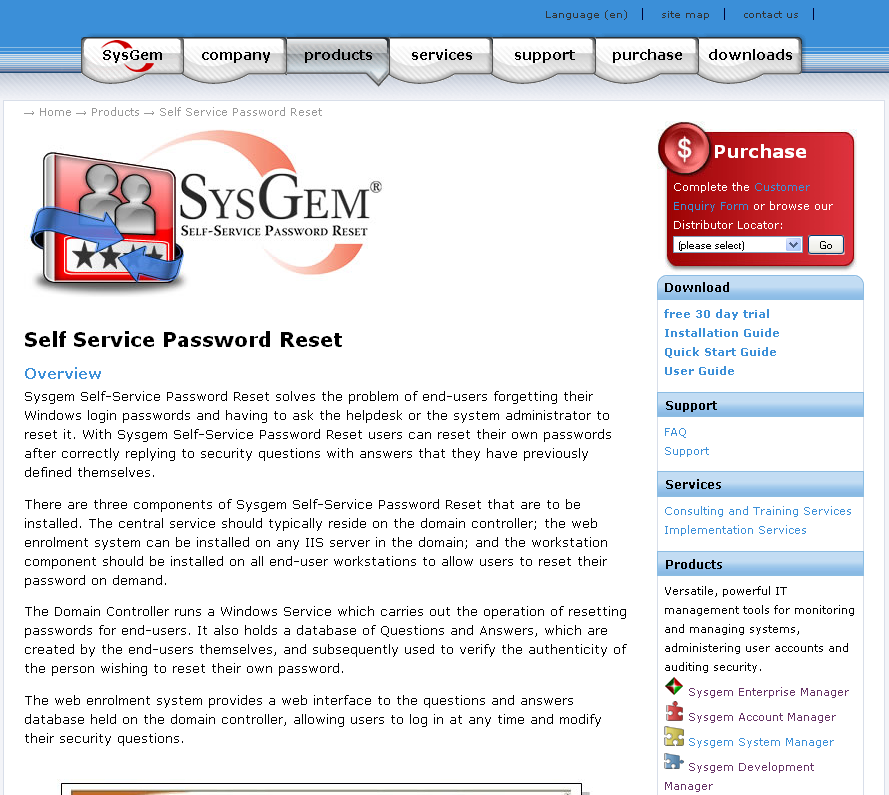 Language (en)
site map
contact us
SysGem
company
products
services
support
purchase
downloads
→ Home → Products → Self Service Password Reset
SYSGEM®
SELF-SERVICE PASSWORD RESET
Self Service Password Reset
Overview
Sysgem Self-Service Password Reset solves the problem of end-users forgetting their
Windows login passwords and having to ask the helpdesk or the system administrator to
reset it. With Sysgem Self-Service Password Reset users can reset their own passwords
after correctly replying to security questions with answers that they have previously
defined themselves.
There are three components of Sysgem Self-Service Password Reset that are to be
installed. The central service should typically reside on the domain controller; the web
enrolment system can be installed on any IIS server in the domain; and the workstation
component should be installed on all end-user workstations to allow users to reset their
password on demand.
The Domain Controller runs a Windows Service which carries out the operation of resetting
passwords for end-users. It also holds a database of Questions and Answers, which are
created by the end-users themselves, and subsequently used to verify the authenticity of
the person wishing to reset their own password.
The web enrolment system provides a web interface to the questions and answers
database held on the domain controller, allowing users to log in at any time and modify
their security questions.
$
Purchase
Complete the Customer
Enquiry Form or browse our
Distributor Locator:
(please select)
Go
Download
free 30 day trial
Installation Guide
Quick Start Guide
User Guide
Support
FAQ
Support
Services
Consulting and Training Services
Implementation Services
Products
Versatile, powerful IT
management tools for monitoring
and managing systems,
administering user accounts and
auditing security.
Sysgem Enterprise Manager
Sysgem Account Manager
Sysgem System Manager
Sysgem Development
Manager